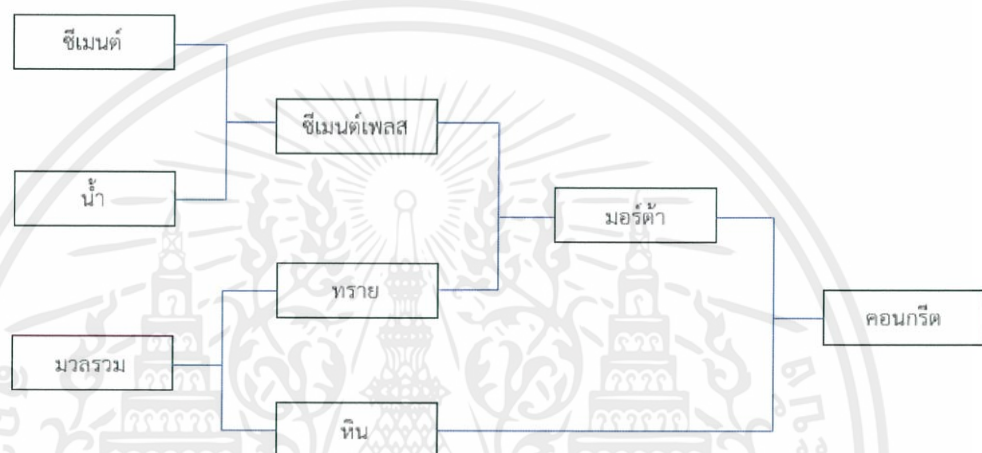 ซีเมนต์
ซีเมนต์เพสต
น้ำ
มอร์ต้า
ทราย
คอนกรีต
มวลรวม
หิน